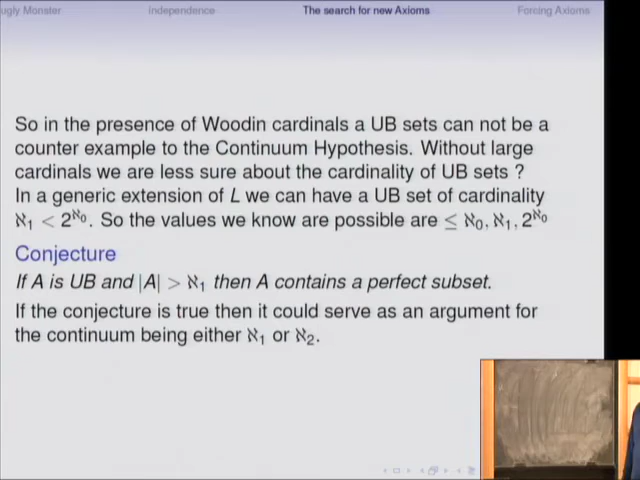 ugly Monster independence The search for new Axioms Forcing Axioms
So in the presence of Woodin cardinals a UB sets can not be a
counter example to the Continuum Hypothesis. Without large
cardinals we are less sure about the cardinality of UB sets ?
In a generic extension of L we can have a UB set of cardinality
ℵ₁ < 2^ℵ₀. So the values we know are possible are ≤ ℵ₀, ℵ₁, 2^ℵ₀
Conjecture
If A is UB and |A| > ℵ₁ then A contains a perfect subset.
If the conjecture is true then it could serve as an argument for
the continuum being either ℵ₁ or ℵ₂.